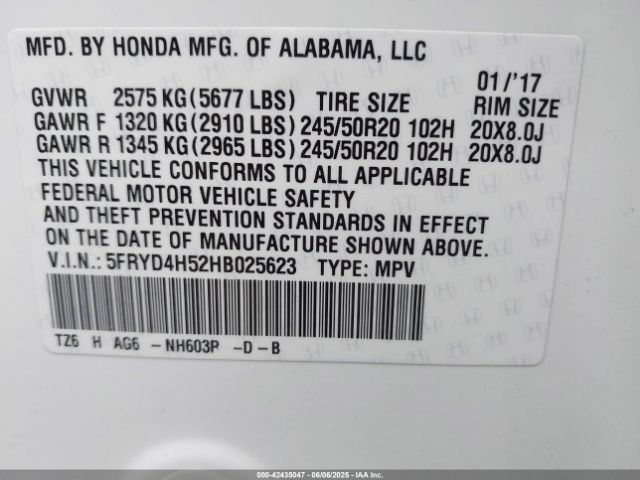 MFD. BY HONDA MFG. OF ALABAMA, LLC
01/'17
GVWR 2575 KG (5677 LBS) TIRE SIZE RIM SIZE
GAWR F 1320 KG (2910 LBS) 245/50R20 102H 20X8.0J
GAWR R 1345 KG (2965 LBS) 245/50R20 102H 20X8.0J
THIS VEHICLE CONFORMS TO ALL APPLICABLE
FEDERAL MOTOR VEHICLE SAFETY
AND THEFT PREVENTION STANDARDS IN EFFECT
ON THE DATE OF MANUFACTURE SHOWN ABOVE.
V.I.N.: 5FRYD4H52HB025623 TYPE: MPV
TZ6 H AG6 -NH603P -D-B
000-42435047 - 06/06/2025 - Copyright IAA, LLC